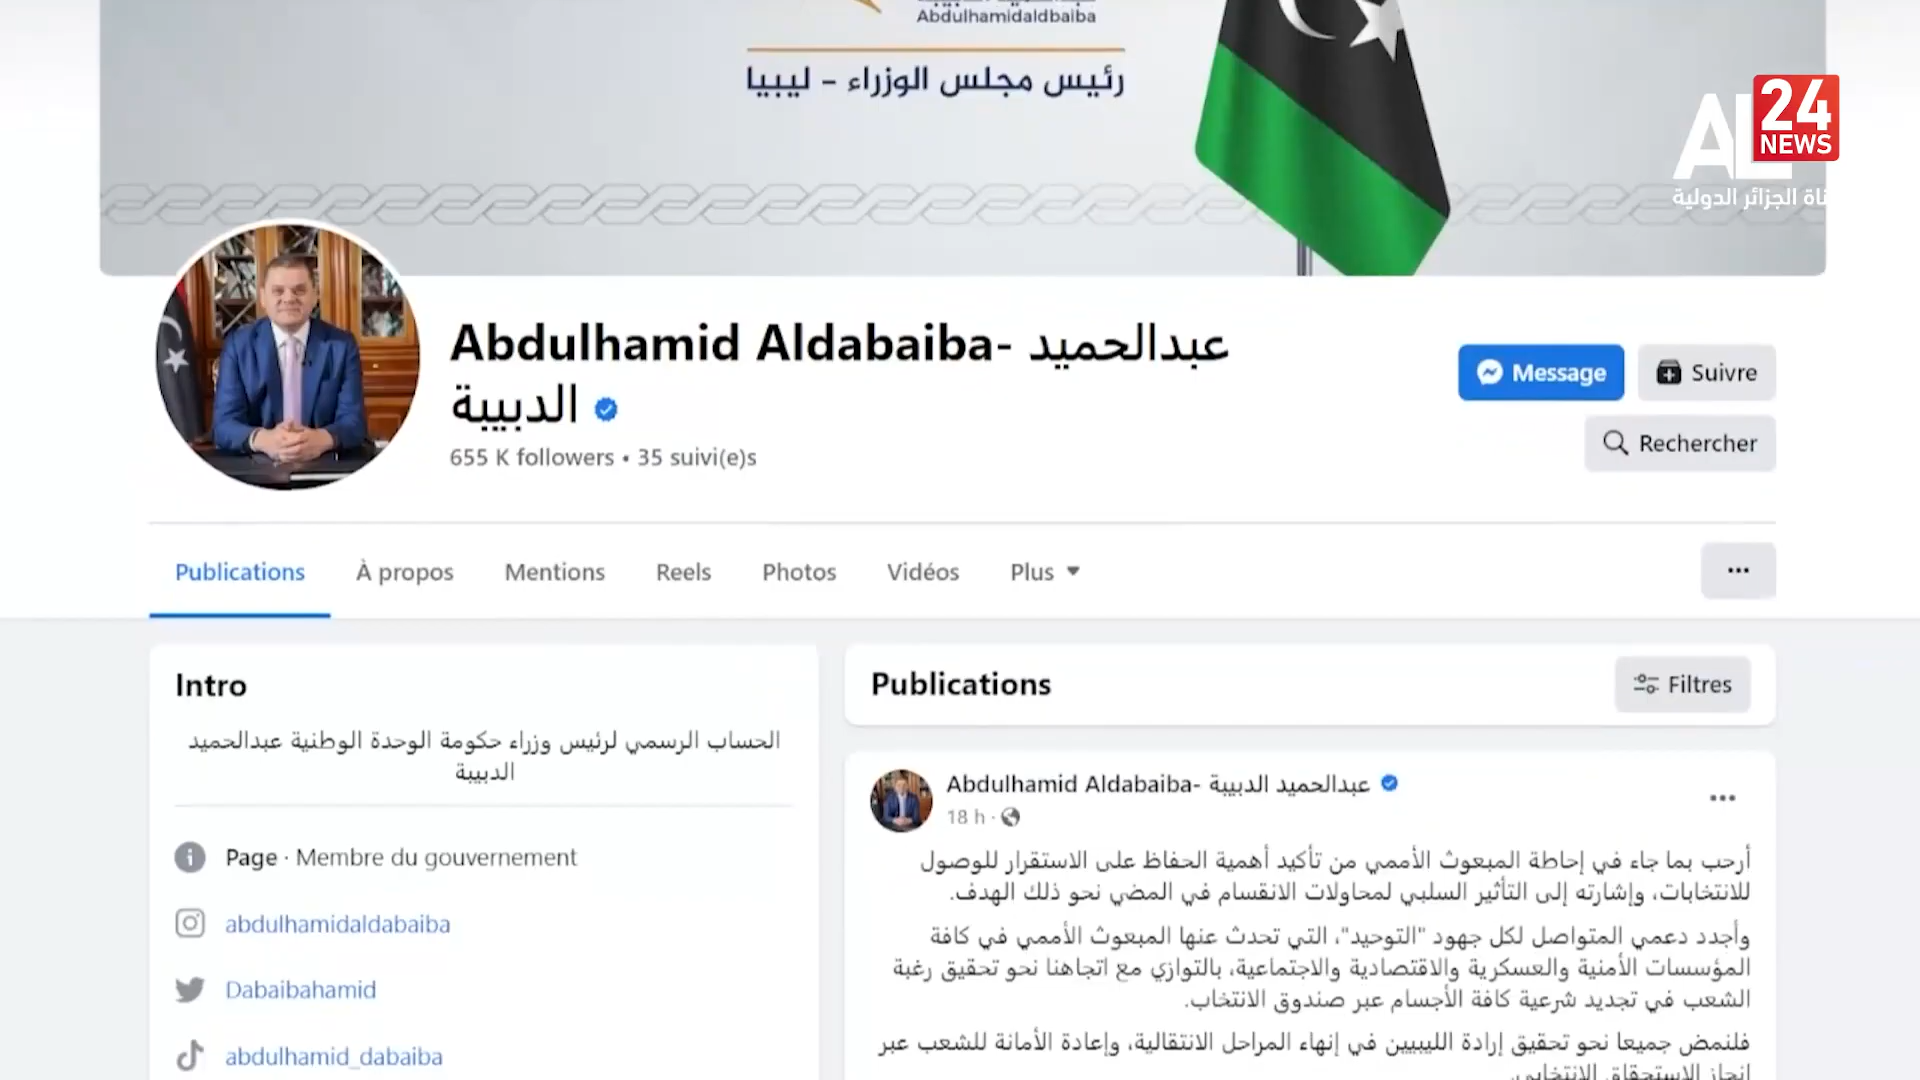 Abdulhamidaldbaiba
رئيس مجلس الوزراء - ليبيا
AL 24 NEWS
الجزائر الدولية
Abdulhamid Aldabaiba- عبدالحميد
الدبيبة
655 K followers • 35 suivi(e)s
Message
Suivre
Rechercher
Publications
À propos
Mentions
Reels
Photos
Vidéos
Plus
Intro
الحساب الرسمي لرئيس وزراء حكومة الوحدة الوطنية عبدالحميد
الدبيبة
Page · Membre du gouvernement
abdulhamidaldabaiba
Dabaibahamid
abdulhamid_dabaiba
Publications
Filtres
Abdulhamid Aldabaiba- عبدالحميد الدبيبة
18 h ·
أرحب بما جاء في إحاطة المبعوث الأممي من تأكيد أهمية الحفاظ على الاستقرار للوصول
للانتخابات، وإشارته إلى التأثير السلبي لمحاولات الانقسام في المضي نحو ذلك الهدف.
وأجدد دعمي المتواصل لكل جهود "التوحيد"، التي تحدث عنها المبعوث الأممي في كافة
المؤسسات الأمنية والعسكرية والاقتصادية والاجتماعية، بالتوازي مع اتجاهنا نحو تحقيق رغبة
الشعب في تجديد شرعية كافة الأجسام عبر صندوق الانتخاب.
فلنمض جميعا نحو تحقيق إرادة الليبيين في إنهاء المراحل الانتقالية، وإعادة الأمانة للشعب عبر
إنجاز الاستحقاق الانتخابي.